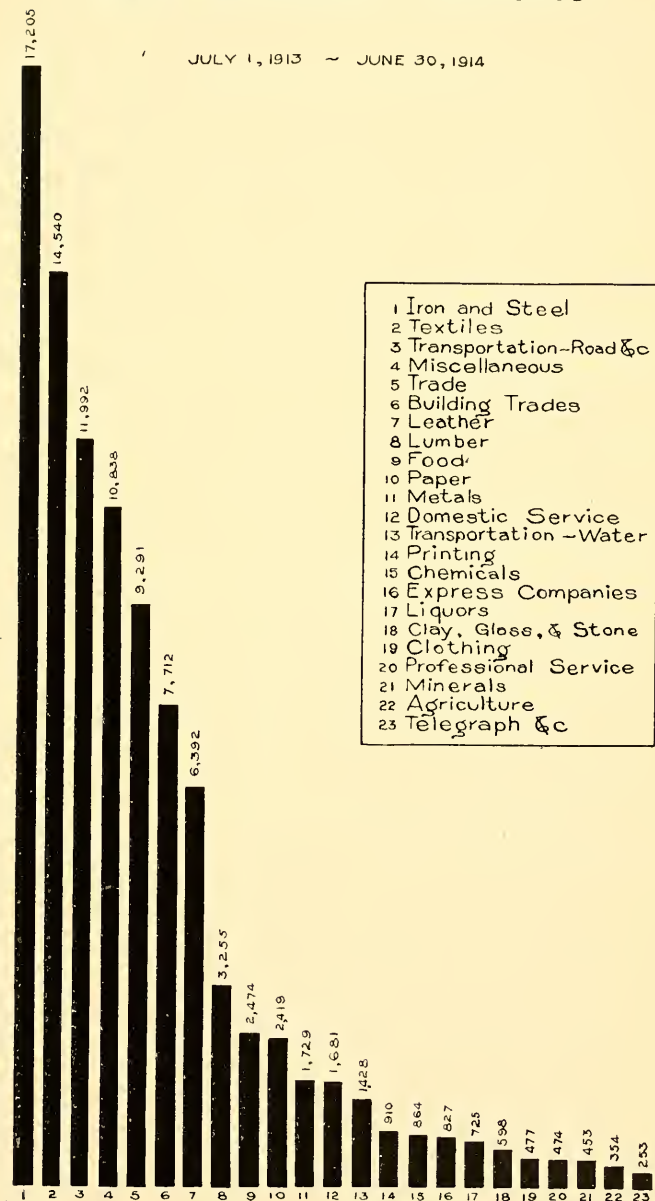 JULY 1, 1913 ~ JUNE 30, 1914
17,205
14,540
11,992
10,838
9,291
7,712
6,392
3,255
2,474
2,419
1,729
1,681
1428
910
864
827
725
598
477
474
453
354
253
1 Iron and Steel
2 Textiles
3 Transportation-Road &c
4 Miscellaneous
5 Trade
6 Building Trades
7 Leather
8 Lumber
9 Food
10 Paper
11 Metals
12 Domestic Service
13 Transportation-Water
14 Printing
15 Chemicals
16 Express Companies
17 Liquors
18 Clay, Glass, & Stone
19 Clothing
20 Professional Service
21 Minerals
22 Agriculture
23 Telegraph &c
1 2 3 4 5 6 7 8 9 10 11 12 13 14 15 16 17 18 19 20 21 22 23